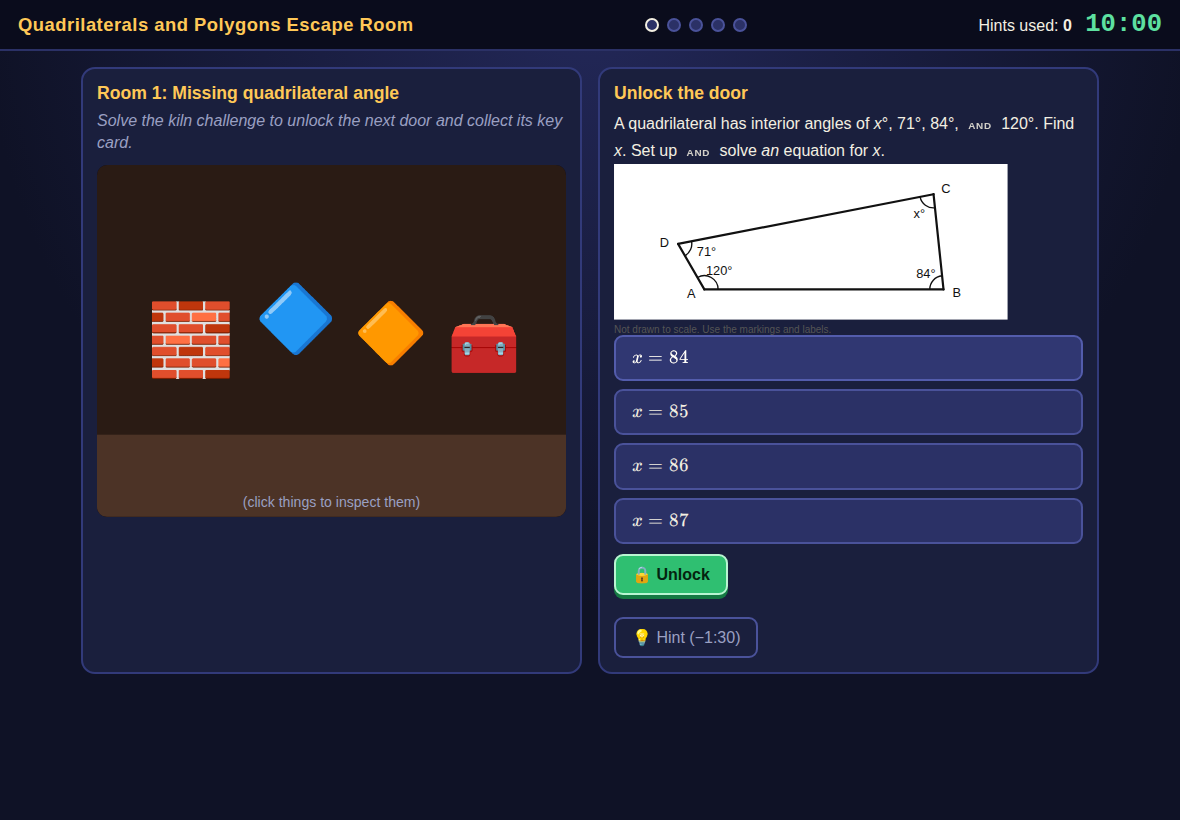 Quadrilaterals and Polygons Escape Room
Hints used: 0 10:00
Room 1: Missing quadrilateral angle
Solve the kiln challenge to unlock the next door and collect its key
card.
(click things to inspect them)
Unlock the door
A quadrilateral has interior angles of x°, 71°, 84°, AND 120°. Find
x. Set up AND solve an equation for x.
C
x°
D
71°
120°
84°
A
B
Not drawn to scale. Use the markings and labels.
x = 84
x = 85
x = 86
x = 87
🔒 Unlock
💡 Hint (−1:30)